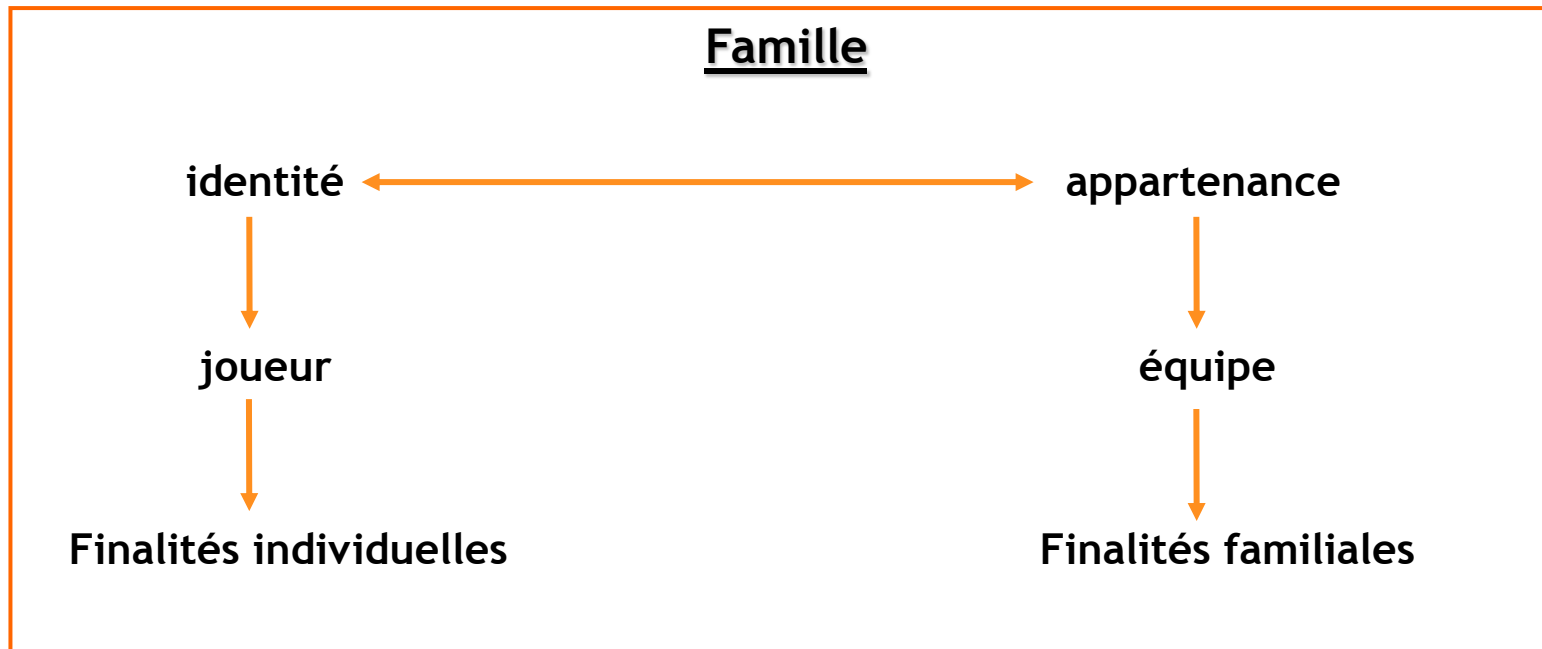 Famille
identité appartenance
joueur équipe
Finalités individuelles Finalités familiales